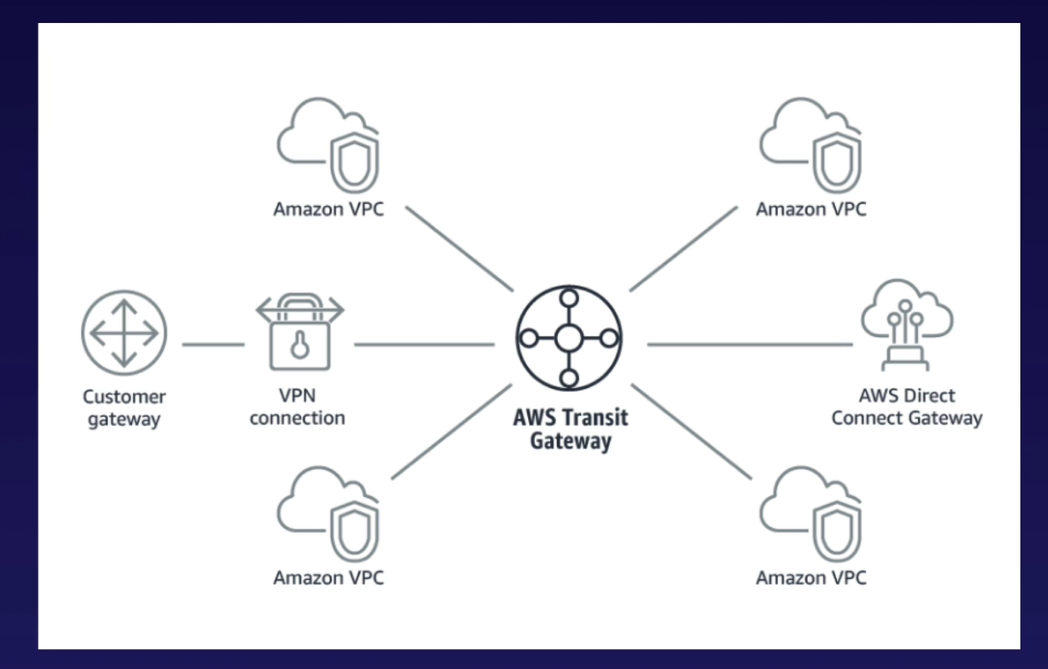 Amazon VPC
Amazon VPC
Customer
gateway
VPN
connection
AWS Transit
Gateway
AWS Direct
Connect Gateway
Amazon VPC
Amazon VPC